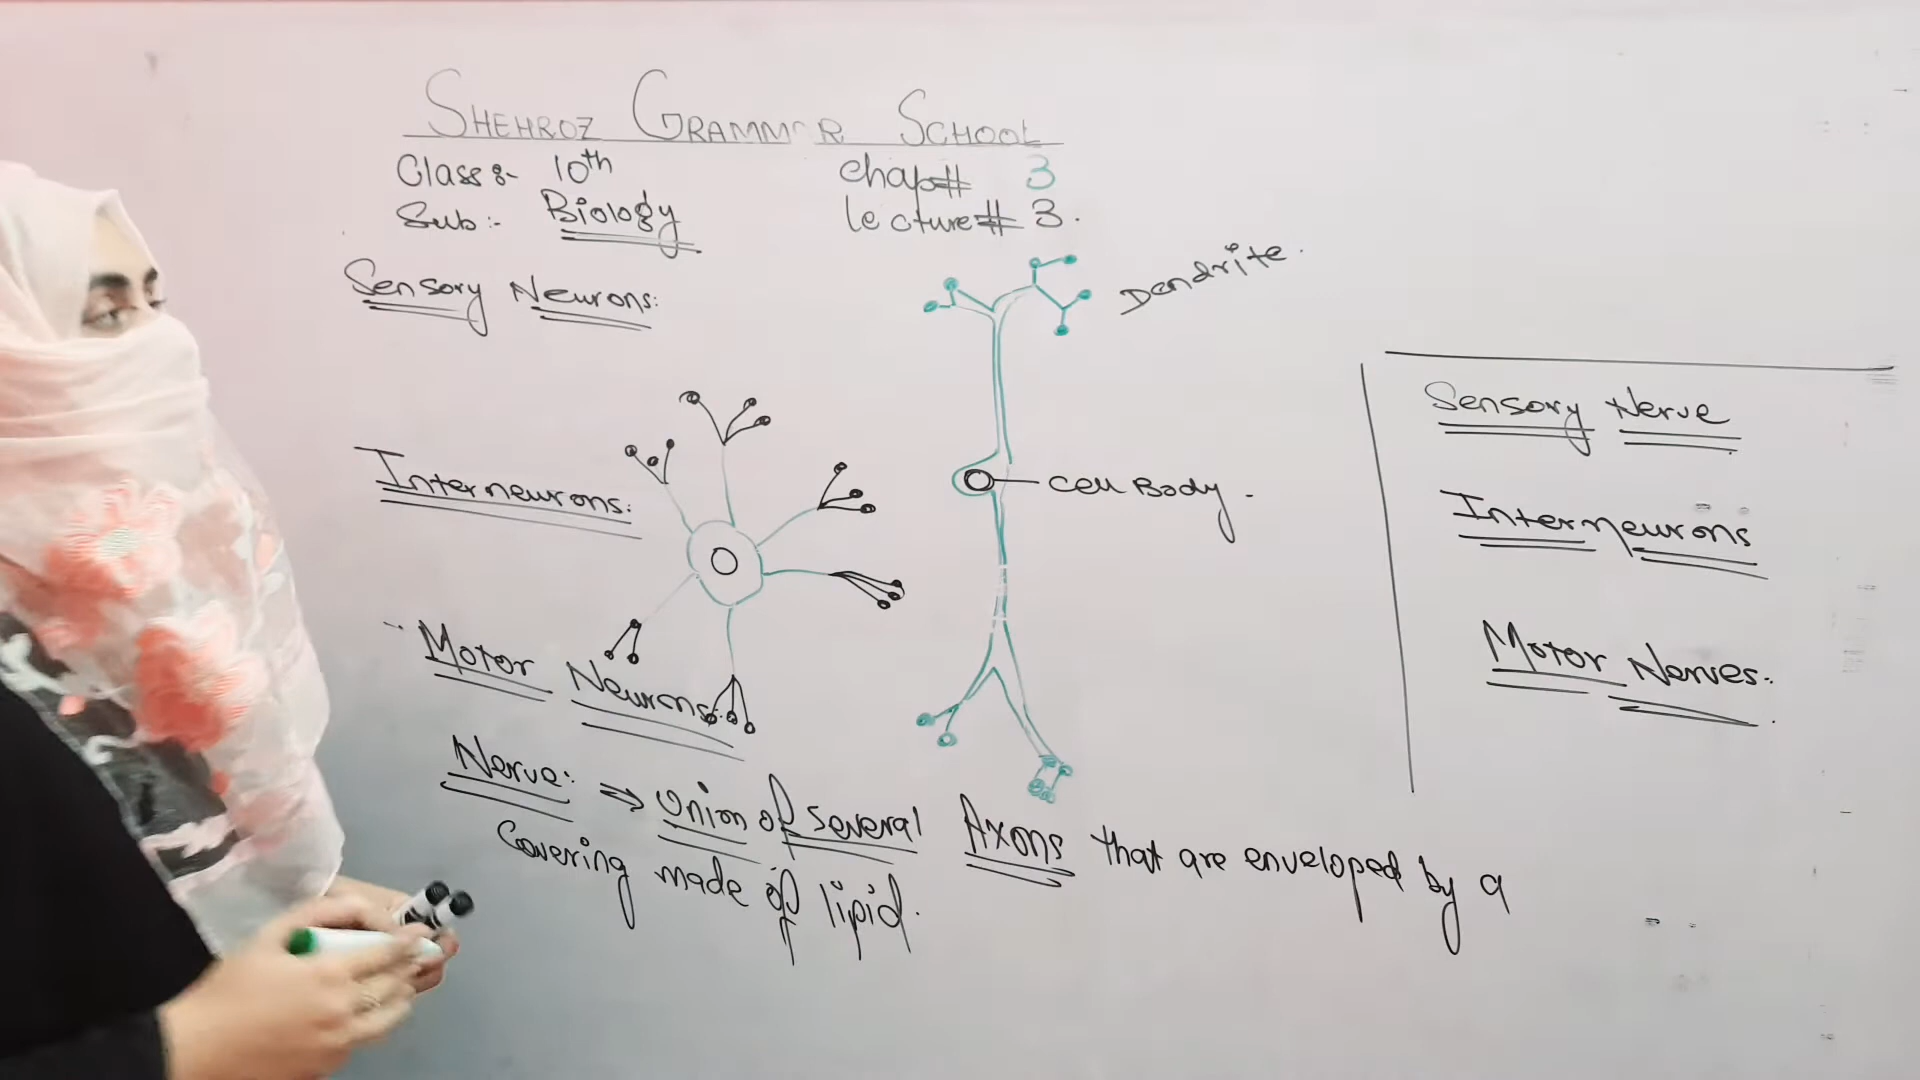 SHEHROZ GRAMMAR SCHOOL
Class:- 10th chap# 3
Sub:- Biology lecture# 3.
Sensory Neurons:
Dendrite.
Interneurons:
Cell Body.
Motor Neurons:
Nerve: ⇒ Union of several Axons that are enveloped by a
Covering made of lipid.
Sensory Nerve
Interneurons
Motor Nerves: